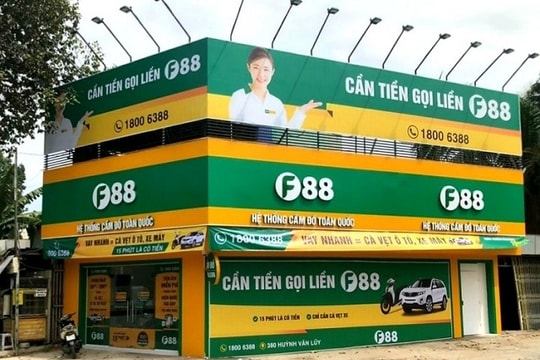 CẦN TIỀN GỌI LIỀN F88
1800 6388
CẦN TIỀN GỌI LIỀN F88
1800 6388
F88
HỆ THỐNG CẦM ĐỒ TOÀN QUỐC
F88
F88
HỆ THỐNG CẦM ĐỒ TOÀN QUỐC
VAY NHANH = CÀ VẸT Ô TÔ, XE MÁY
15 PHÚT LÀ CÓ TIỀN
1800 6388
VAY NHANH = CÀ VẸT Ô TÔ, XE MÁY
CẦN TIỀN GỌI LIỀN F88
15 PHÚT LÀ CÓ TIỀN
CHỈ CẦN CÀ VẸT XE
F88
1800 6388
380 HUỲNH VĂN LŨY
F88